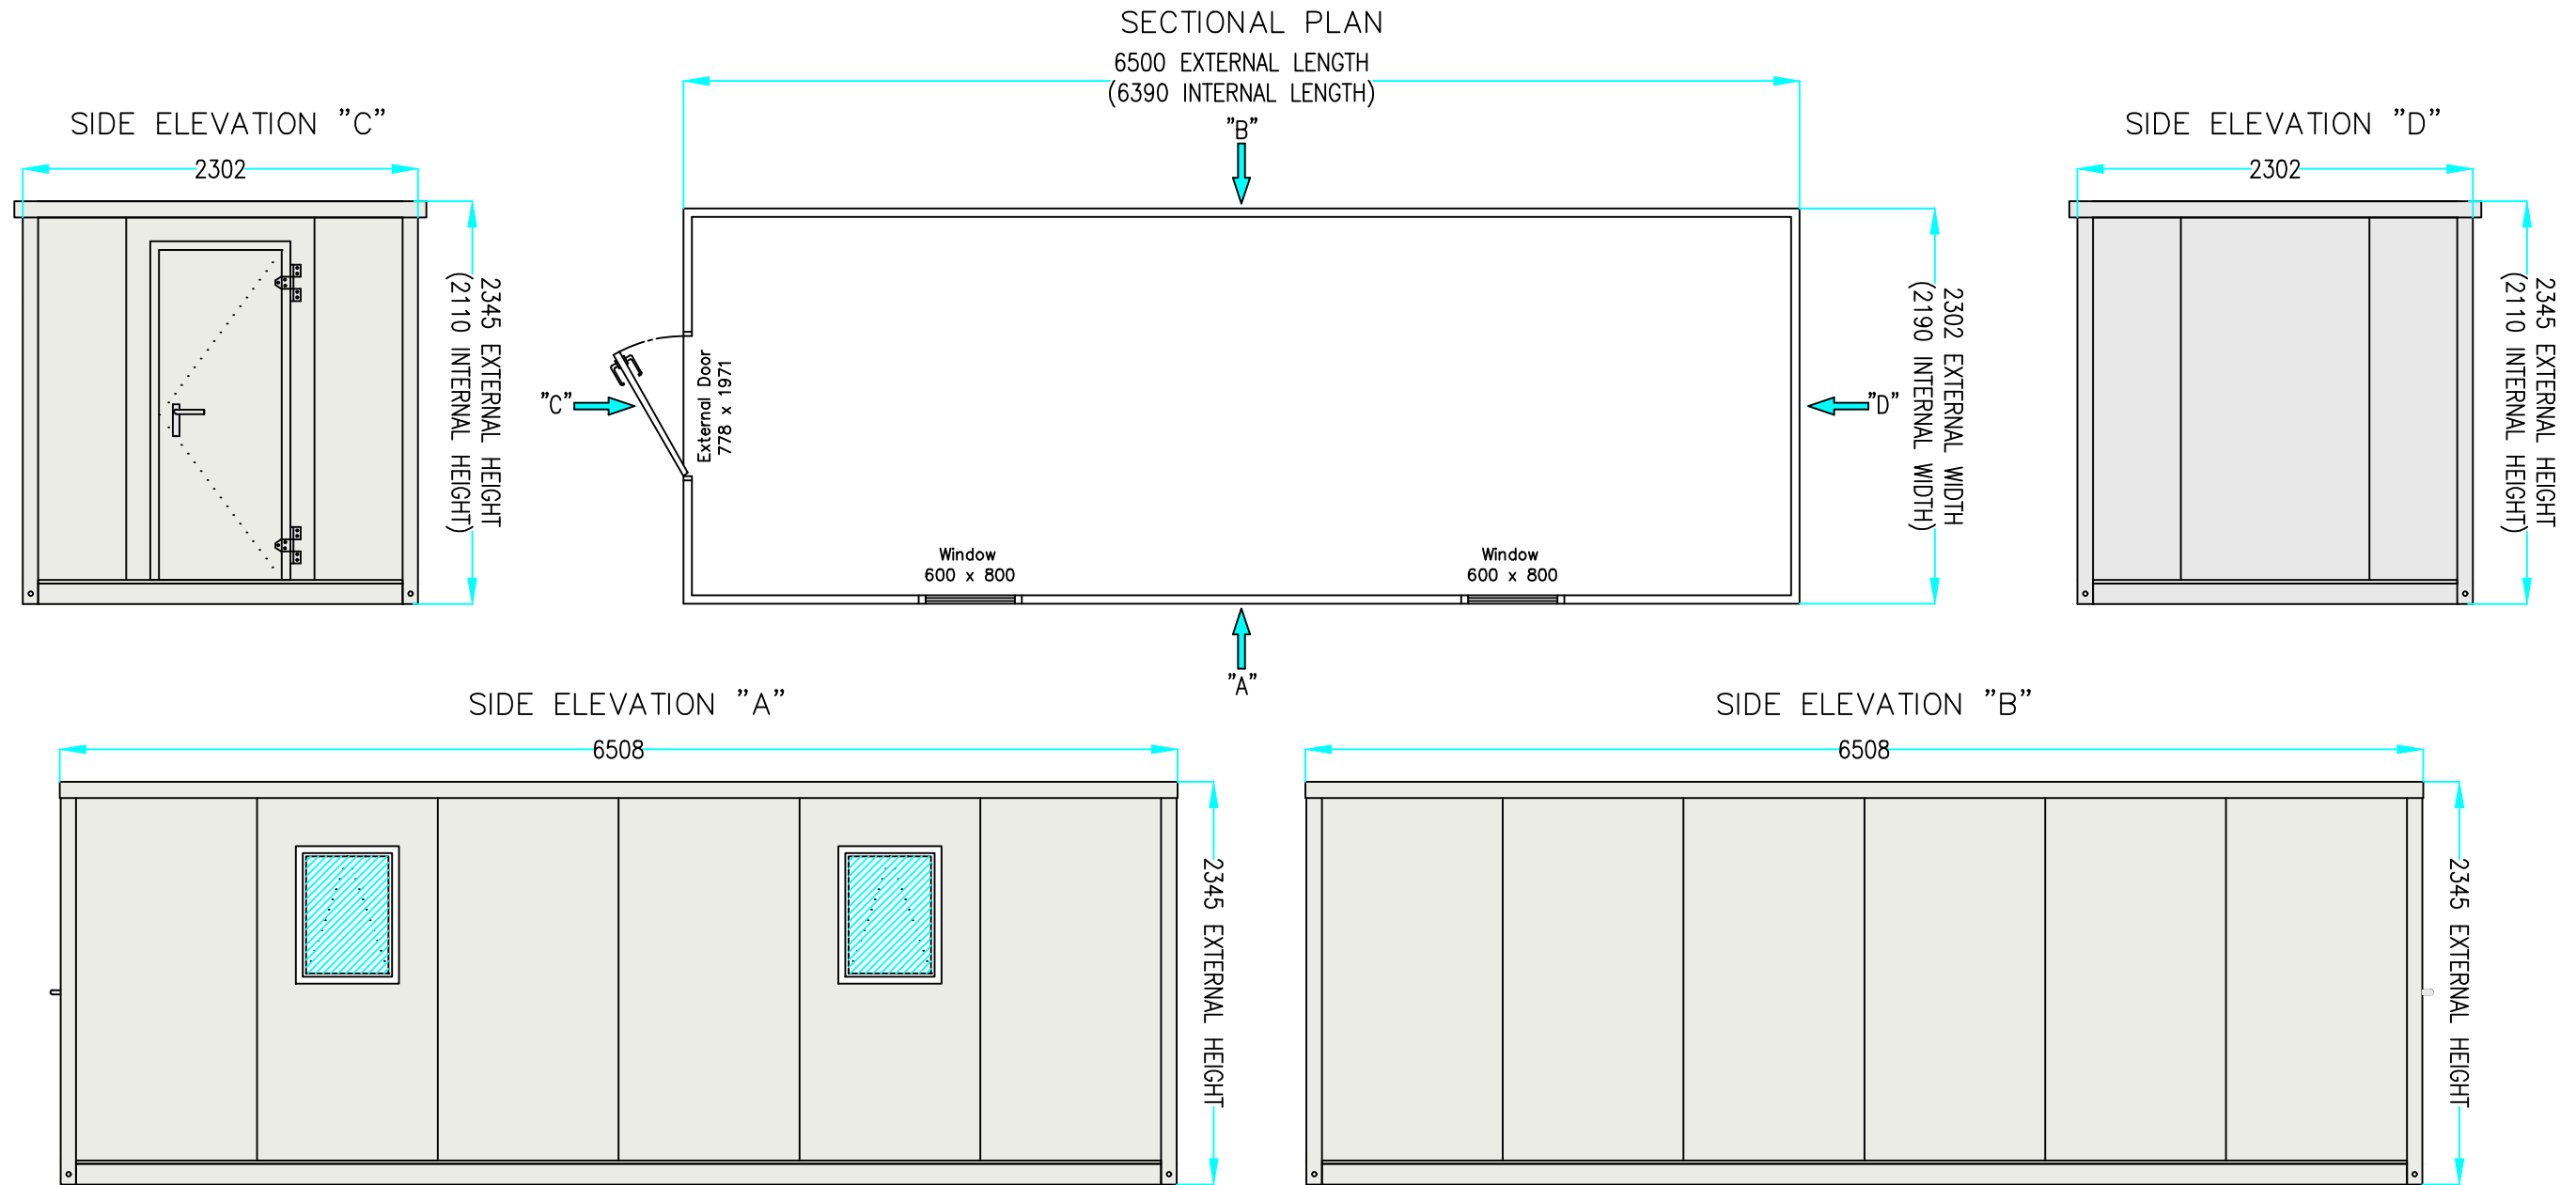 SECTIONAL PLAN
6500 EXTERNAL LENGTH
(6390 INTERNAL LENGTH)
"B"
SIDE ELEVATION "C"
2302
2345 EXTERNAL HEIGHT
(2110 INTERNAL HEIGHT)
"C"
External Door
778 x 1971
Window
600 x 800
Window
600 x 800
"D"
2302 EXTERNAL WIDTH
(2190 INTERNAL WIDTH)
"A"
SIDE ELEVATION "D"
2302
2345 EXTERNAL HEIGHT
(2110 INTERNAL HEIGHT)
SIDE ELEVATION "A"
6508
2345 EXTERNAL HEIGHT
SIDE ELEVATION "B"
6508
2345 EXTERNAL HEIGHT